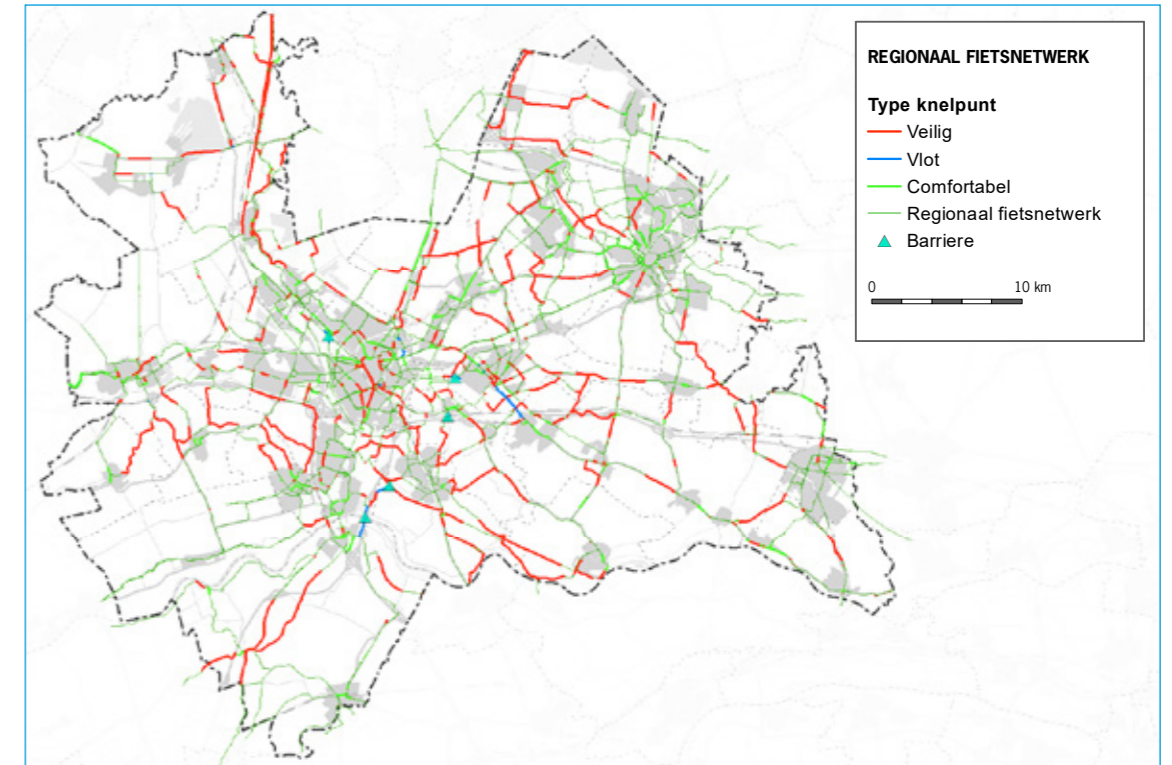 REGIONAAL FIETSNETWERK
Type knelpunt
Veilig
Vlot
Comfortabel
Regionaal fietsnetwerk
Barriere
0 10 km